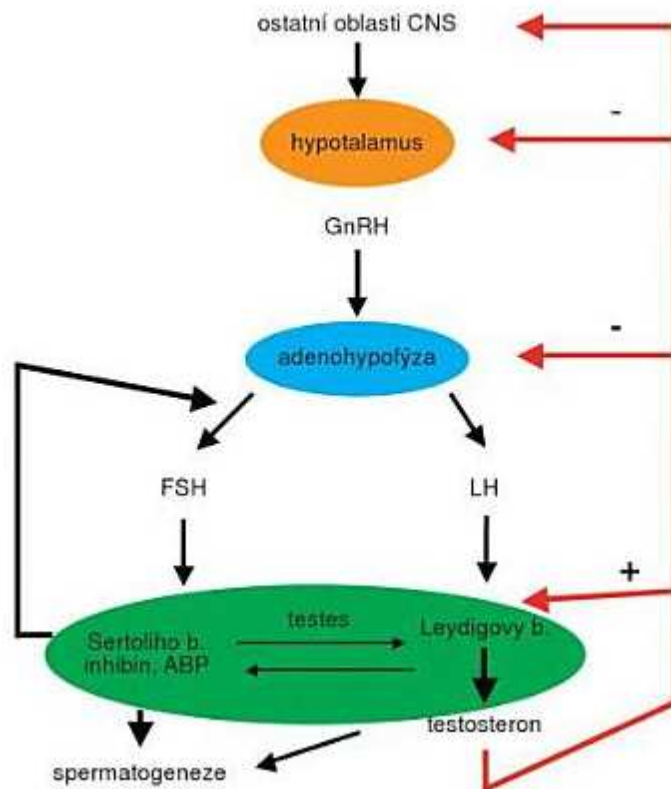 ostatní oblasti CNS
-
hypotalamus
GnRH
-
adenohypofýza
FSH
LH
+
testes
Sertoliho b.
inhibin, ABP
Leydigovy b.
testosteron
spermatogeneze